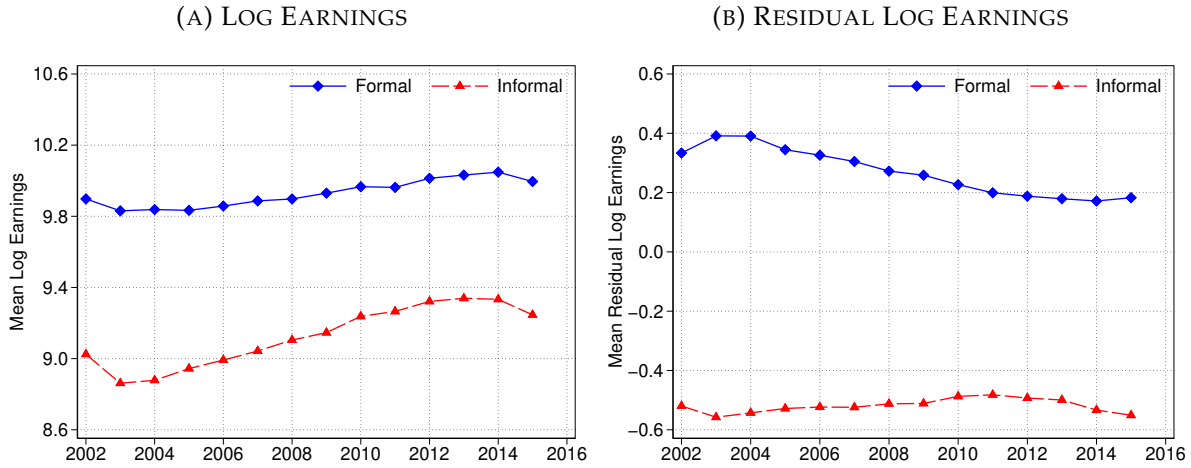 (A) LOG EARNINGS
10.6
10.2
9.8
9.4
9.0
8.6
Mean Log Earnings
Formal Informal
2002 2004 2006 2008 2010 2012 2014 2016
(B) RESIDUAL LOG EARNINGS
0.6
0.4
0.2
0.0
−0.2
−0.4
−0.6
Mean Residual Log Earnings
Formal Informal
2002 2004 2006 2008 2010 2012 2014 2016